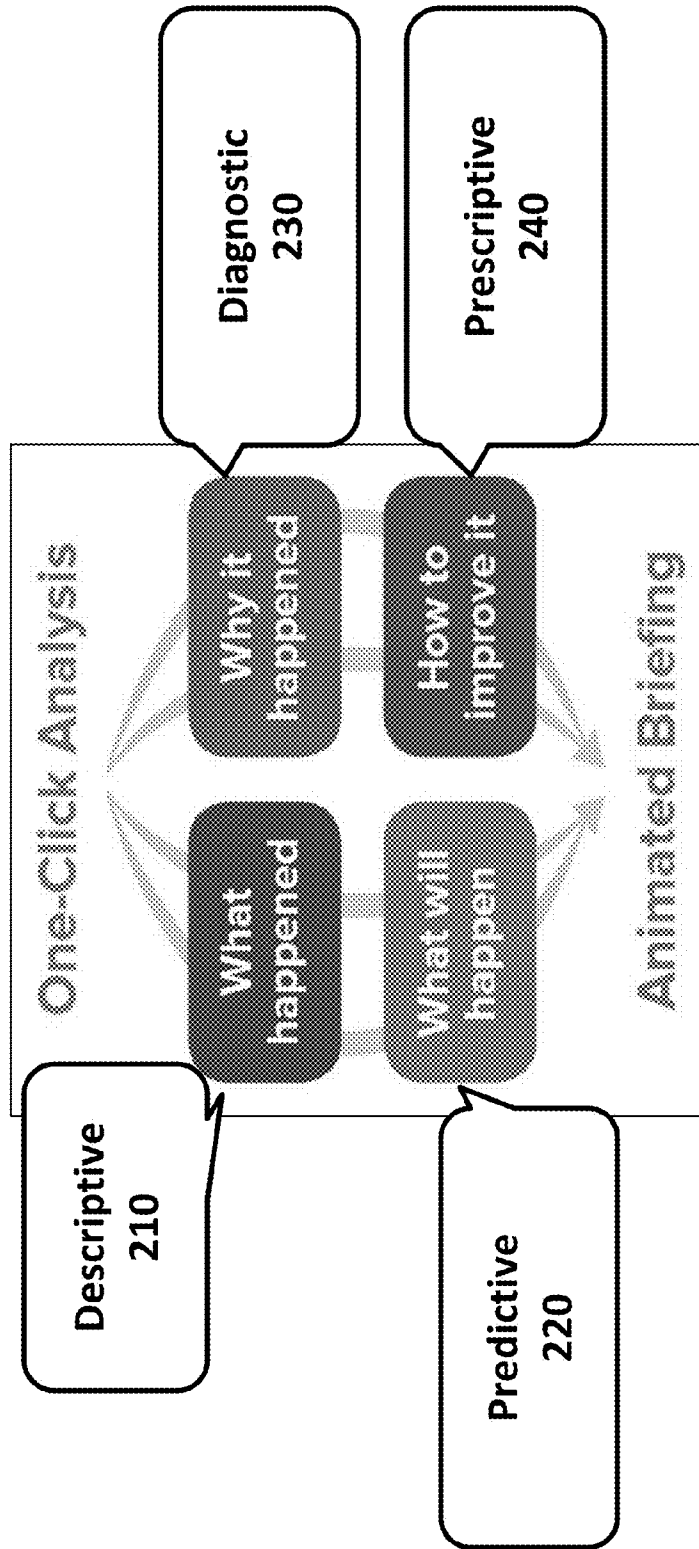 One-Click Analysis
Descriptive
210
Diagnostic
230
What
happened
Why it
happened
Predictive
220
Prescriptive
240
What will
happen
How to
improve it
Animated Briefing